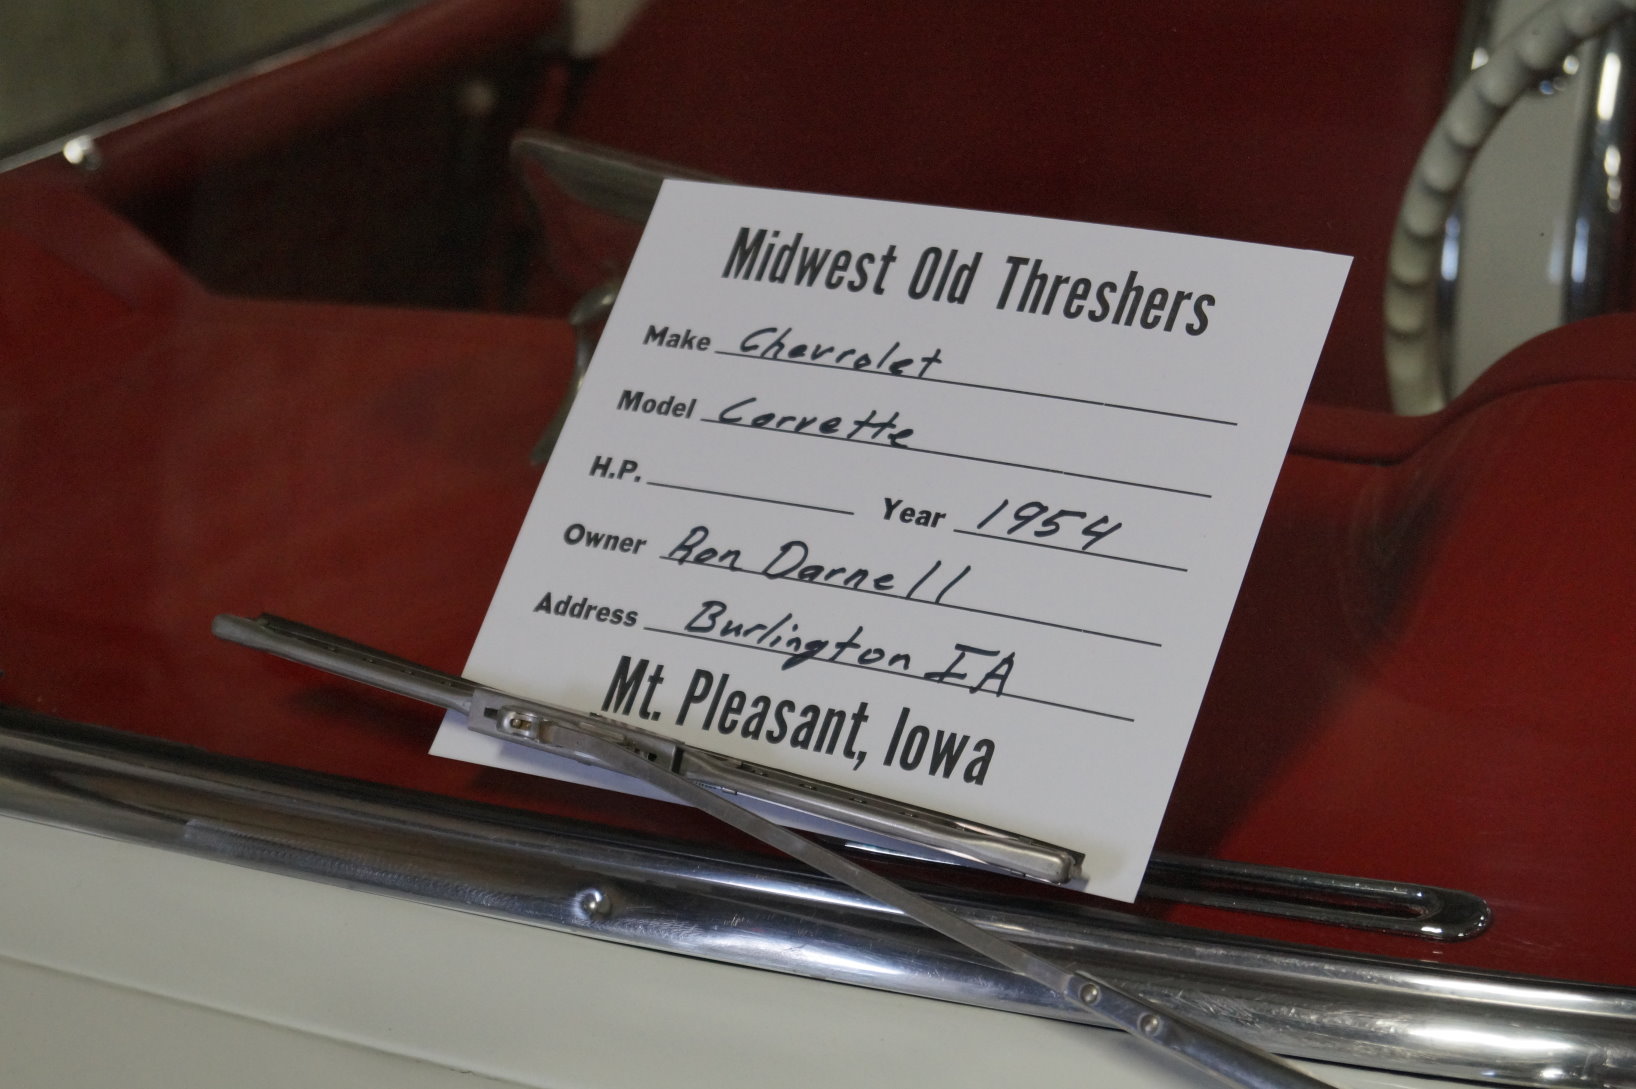 Midwest Old Threshers
Make Chevrolet
Model Corvette
H.P. Year 1954
Owner Ron Darnell
Address Burlington IA
Mt. Pleasant, Iowa